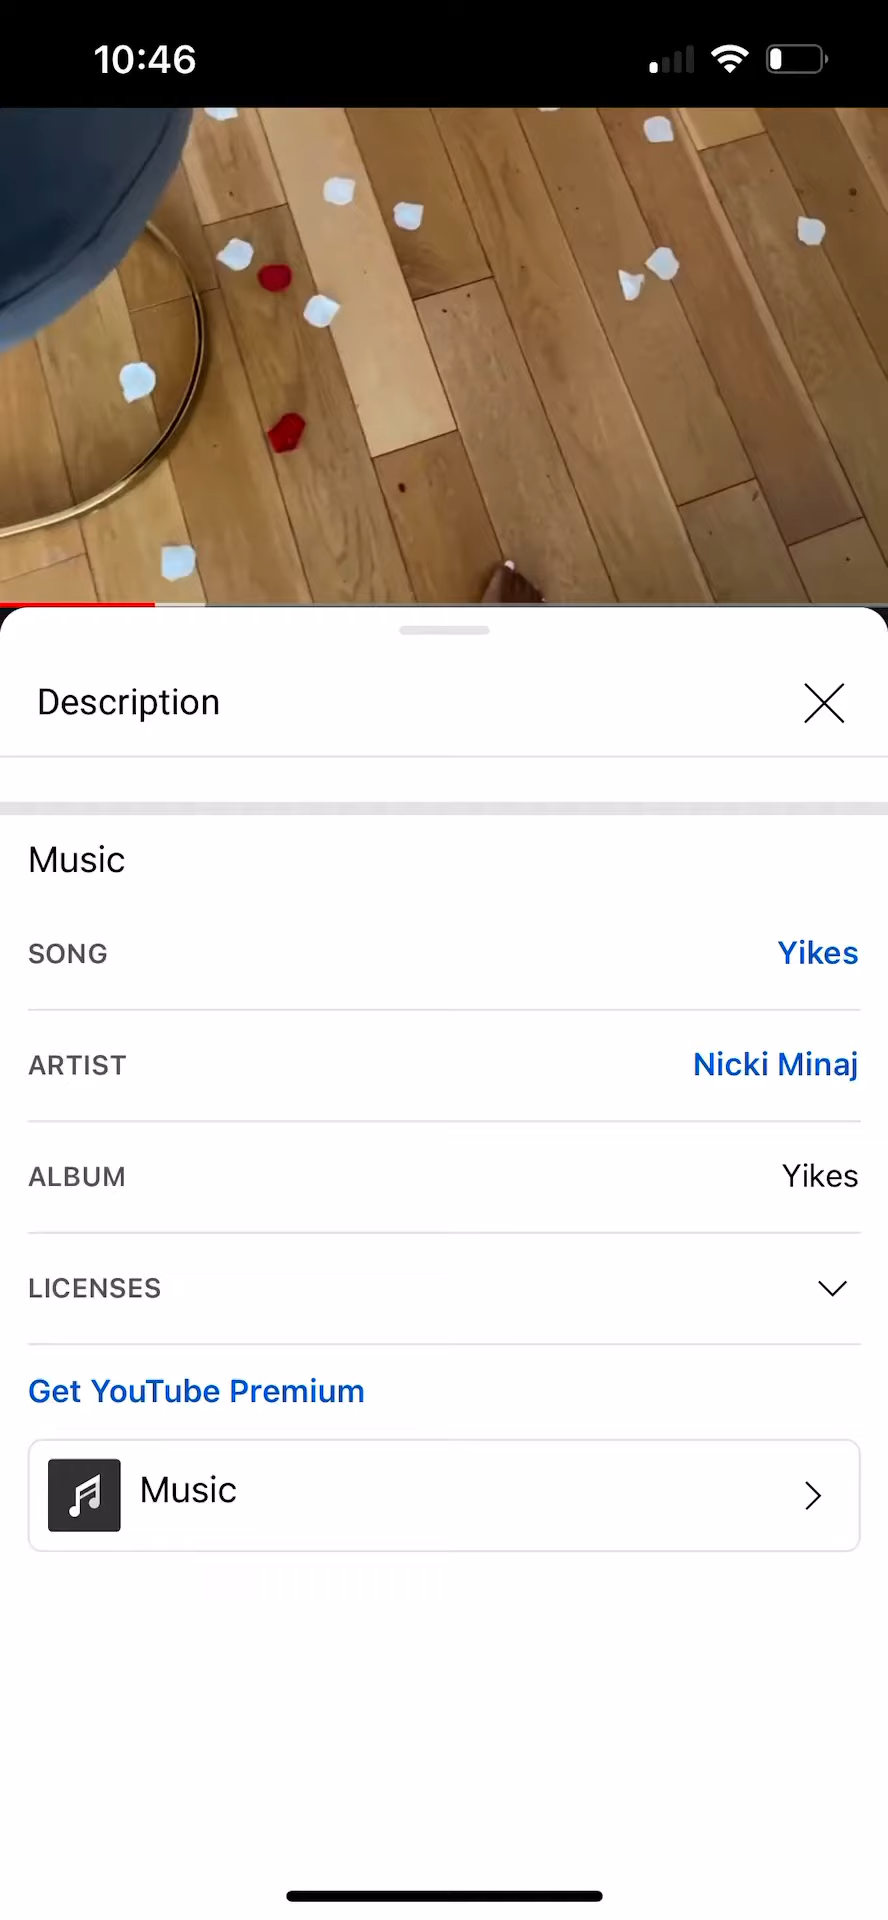 10:46
Description
Music
SONG Yikes
ARTIST Nicki Minaj
ALBUM Yikes
LICENSES
Get YouTube Premium
Music